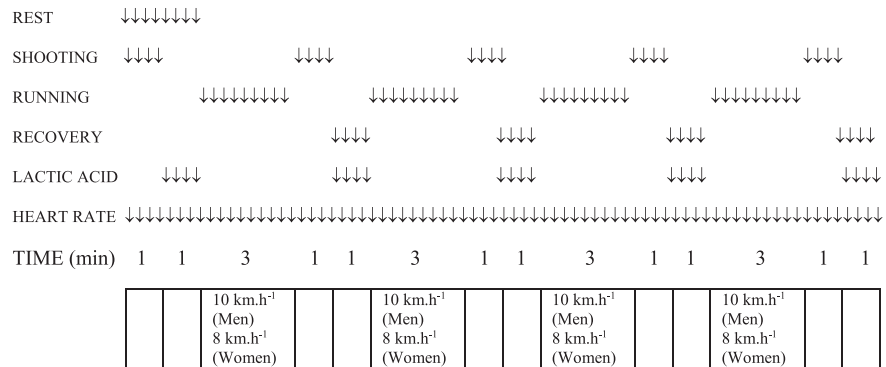 REST ↓↓↓↓↓↓↓↓
SHOOTING ↓↓↓↓ ↓↓↓↓ ↓↓↓↓ ↓↓↓↓ ↓↓↓↓
RUNNING ↓↓↓↓↓↓↓↓↓ ↓↓↓↓↓↓↓↓↓ ↓↓↓↓↓↓↓↓↓ ↓↓↓↓↓↓↓↓↓
RECOVERY ↓↓↓↓ ↓↓↓↓ ↓↓↓↓ ↓↓↓↓
LACTIC ACID ↓↓↓↓ ↓↓↓↓ ↓↓↓↓ ↓↓↓↓ ↓↓↓↓
HEART RATE
TIME (min) 1 1 3 1 1 3 1 1 3 1 1 3 1 1
10 km.h⁻¹ 10 km.h⁻¹ 10 km.h⁻¹ 10 km.h⁻¹
(Men) (Men) (Men) (Men)
8 km.h⁻¹ 8 km.h⁻¹ 8 km.h⁻¹ 8 km.h⁻¹
(Women) (Women) (Women) (Women)